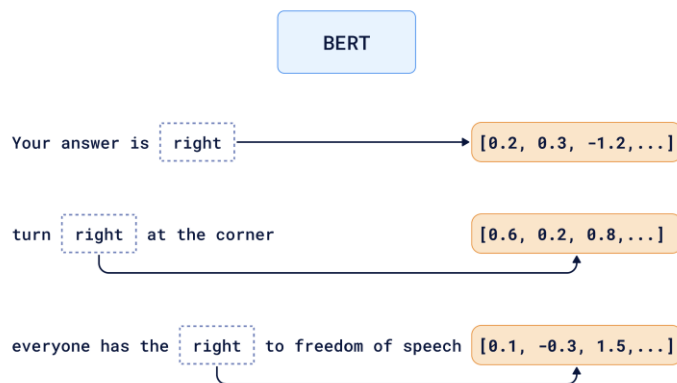 BERT
Your answer is right [0.2, 0.3, -1.2,...]
turn right at the corner [0.6, 0.2, 0.8,...]
everyone has the right to freedom of speech [0.1, -0.3, 1.5,...]